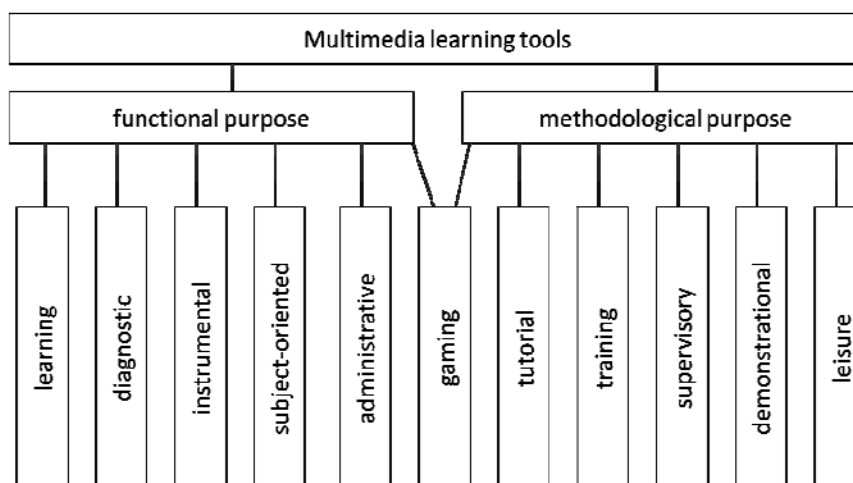 Multimedia learning tools
functional purpose
methodological purpose
learning
diagnostic
instrumental
subject-oriented
administrative
gaming
tutorial
training
supervisory
demonstrational
leisure